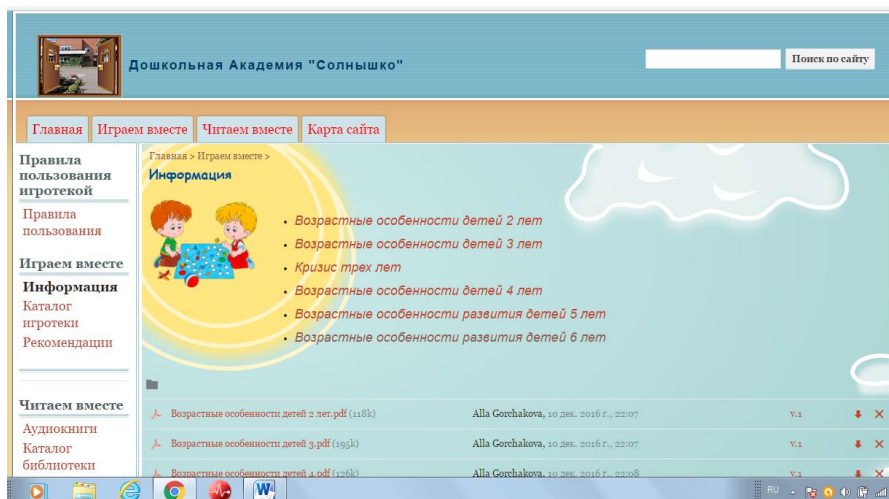 Дошкольная Академия "Солнышко"
Поиск по сайту
Главная
Играем вместе
Читаем вместе
Карта сайта
Правила
пользования
игротекой
Правила
пользования
Играем вместе
Информация
Каталог
игротеки
Рекомендации
Читаем вместе
Аудиокниги
Каталог
библиотеки
Главная > Играем вместе >
Информация
Возрастные особенности детей 2 лет
Возрастные особенности детей 3 лет
Кризис трех лет
Возрастные особенности детей 4 лет
Возрастные особенности развития детей 5 лет
Возрастные особенности развития детей 6 лет
Возрастные особенности детей 2 лет.pdf (118k) Alla Gorchakova, 10 дек. 2016 г., 22:07 v.1
Возрастные особенности детей 3.pdf (195k) Alla Gorchakova, 10 дек. 2016 г., 22:07 v.1
Возрастные особенности детей 4.pdf (126k) Alla Gorchakova, 10 дек. 2016 г., 22:08 v.1
RU